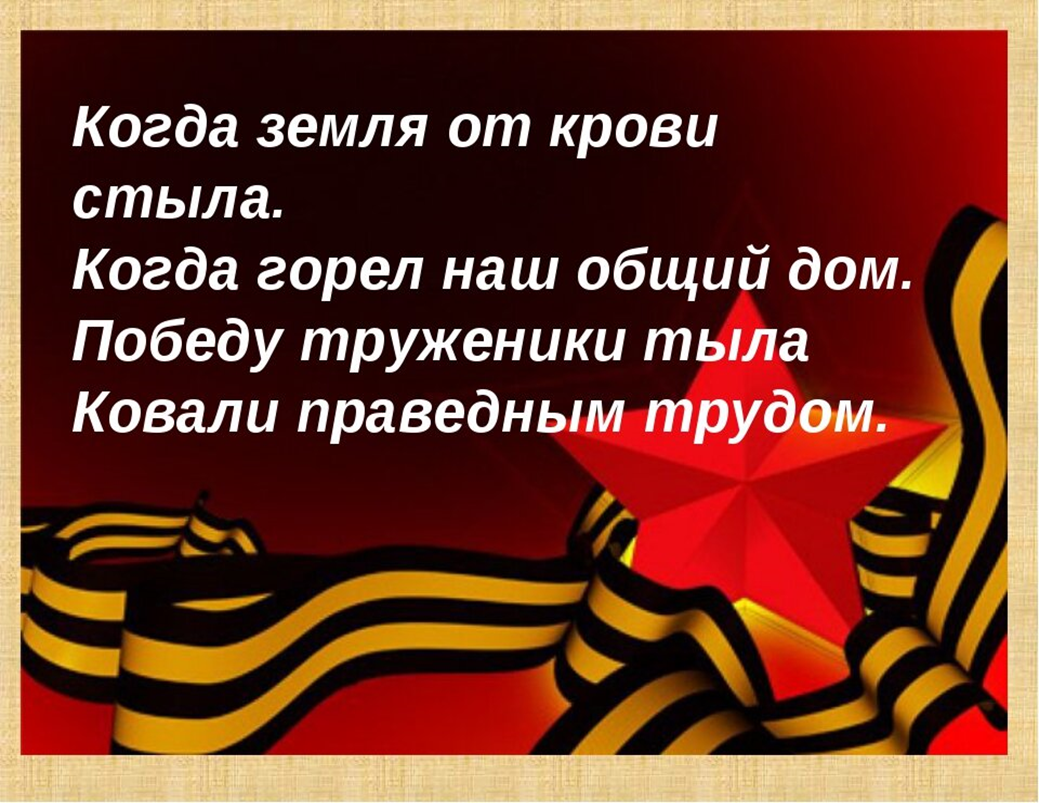 Когда земля от крови
стыла.
Когда горел наш общий дом.
Победу труженики тыла
Ковали праведным трудом.